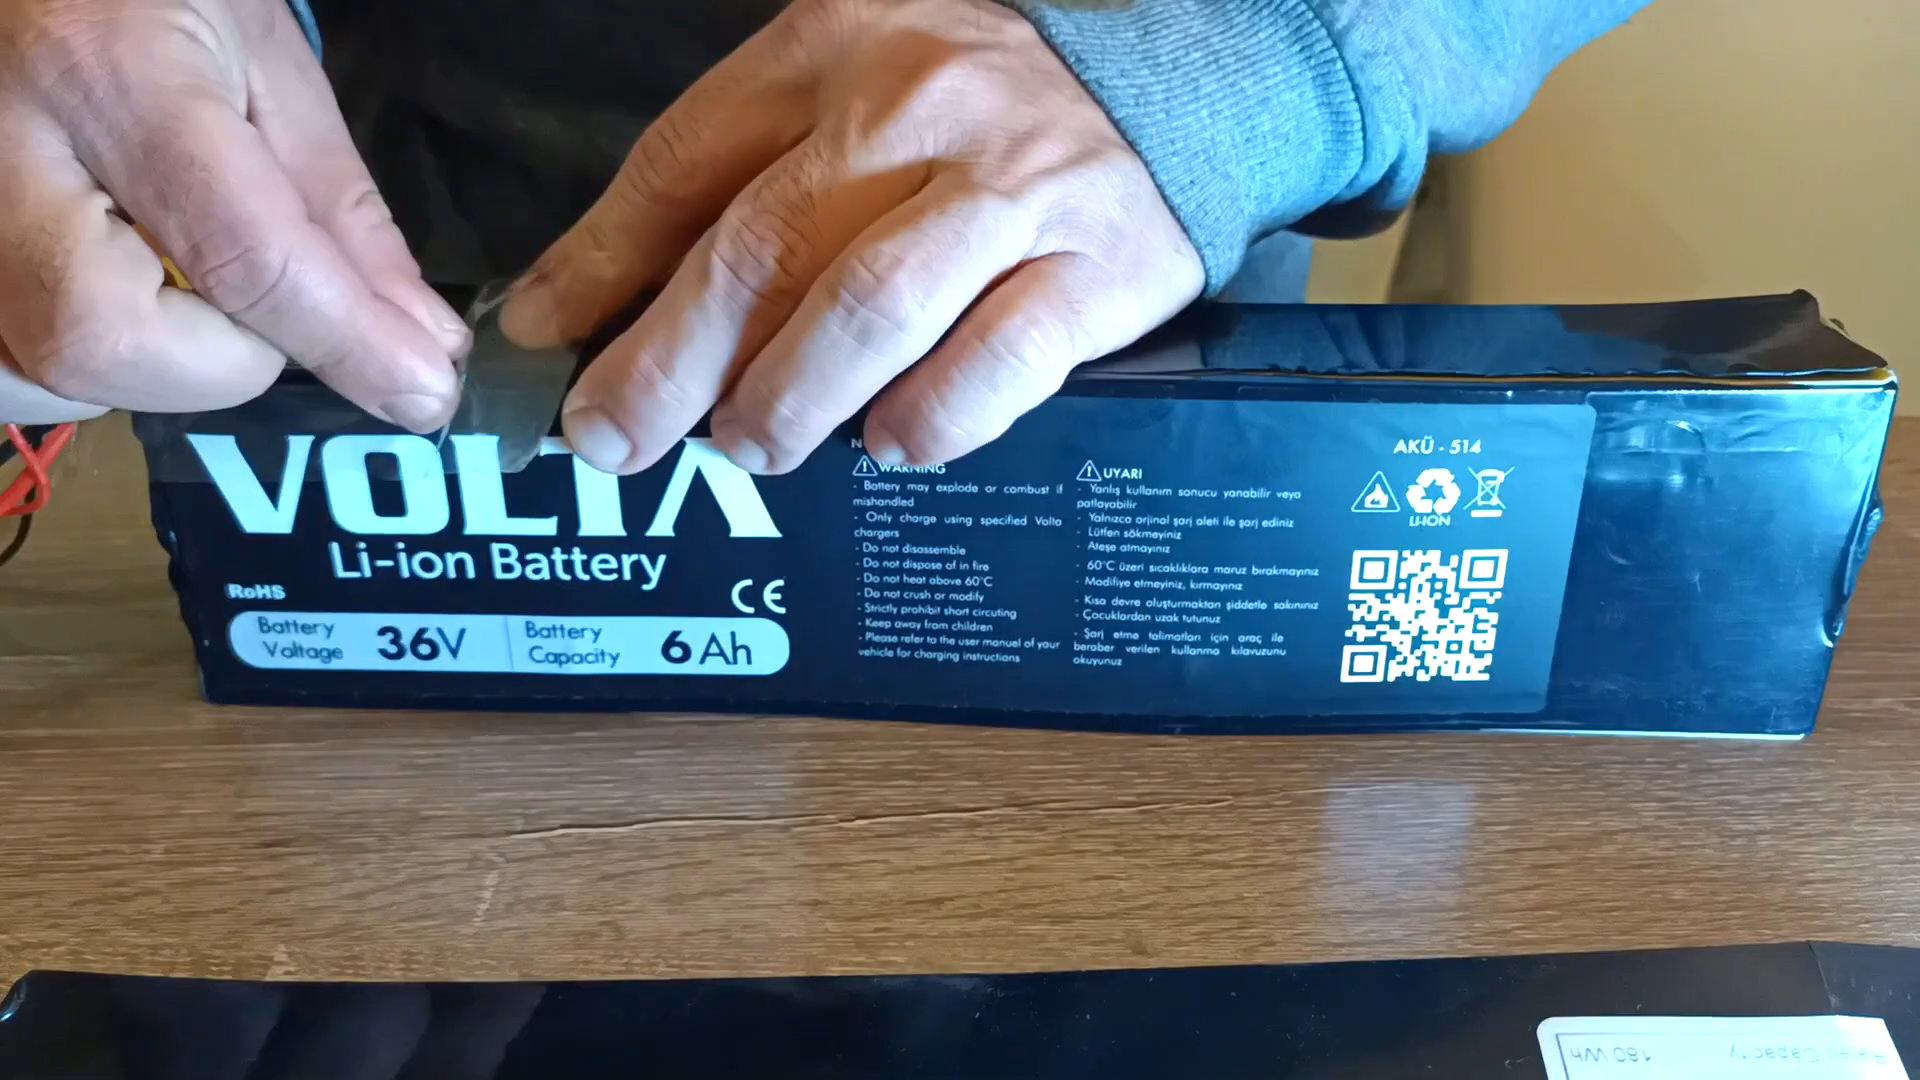 VOLTA
Li-ion Battery
RoHS
CE
Battery Voltage 36V
Battery Capacity 6 Ah
WARNING
- Battery may explode or combust if
mishandled
- Only charge using specified Volta
chargers
- Do not disassemble
- Do not dispose of in fire
- Do not heat above 60°C
- Do not crush or modify
- Strictly prohibit short circuting
- Keep away from children
- Please refer to the user manuel of your
vehicle for charging instructions
UYARI
- Yanlış kullanım sonucu yanabilir veya
patlayabilir
- Yalnızca orjinal şarj aleti ile şarj ediniz
- Lütfen sökmeyiniz
- Ateşe atmayınız
- 60°C üzeri sıcaklıklara maruz bırakmayınız
- Modifiye etmeyiniz, kırmayınız
- Kısa devre oluşturmaktan şiddetle sakınınız
- Çocuklardan uzak tutunuz
- Şarj etme talimatları için araç ile
beraber verilen kullanma kılavuzunu
okuyunuz
AKÜ - 514
LI-ION
Capacity 180 Wh